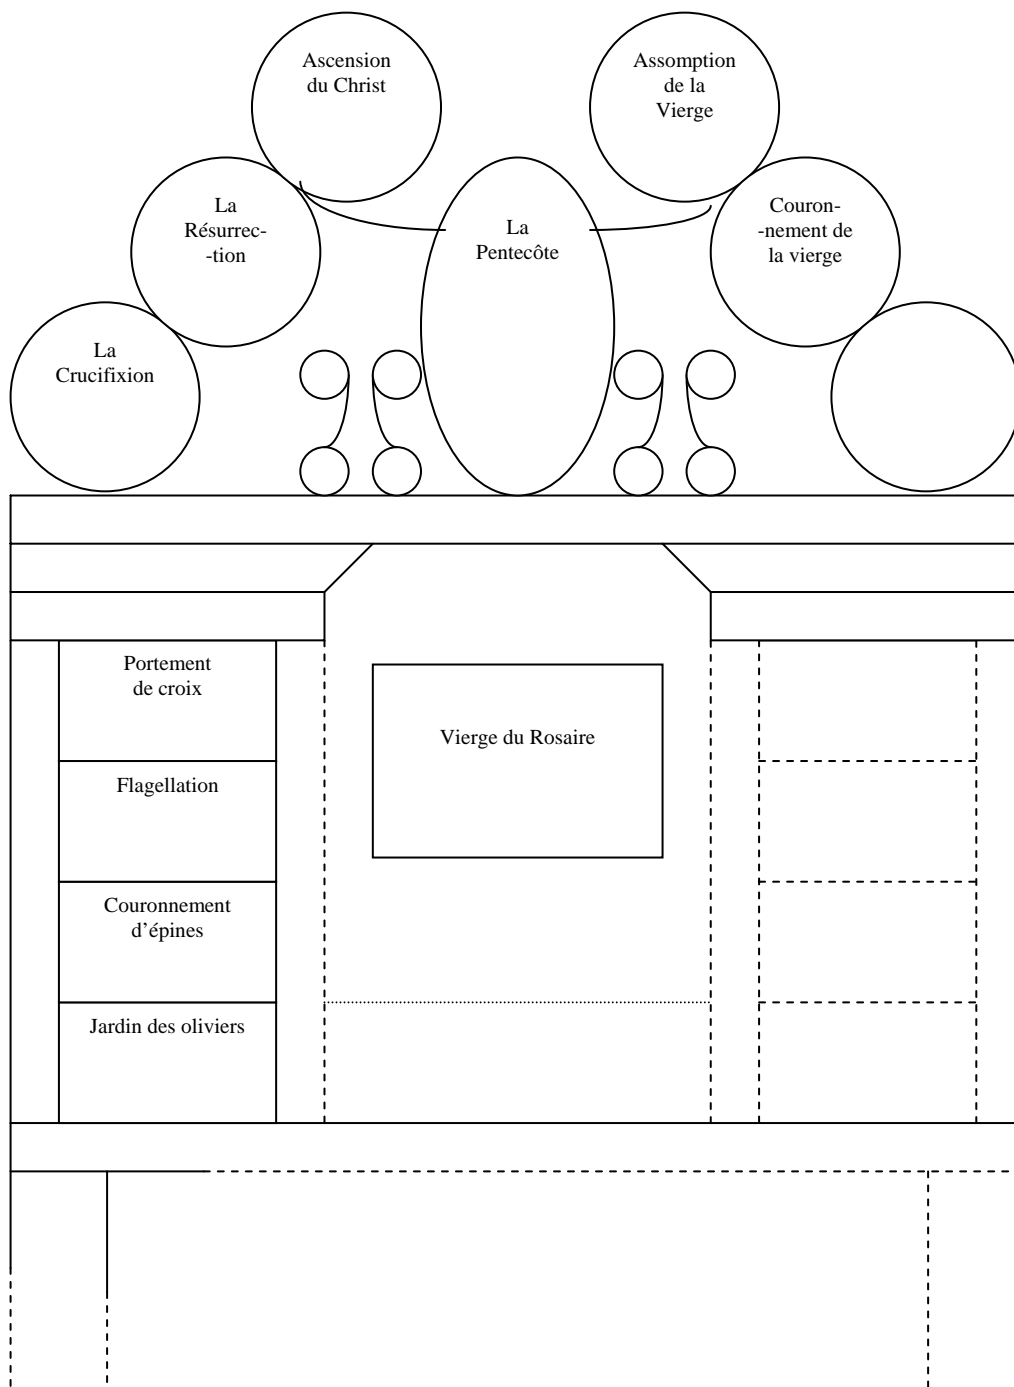 Ascension
du Christ
Assomption
de la
Vierge
La
Résurrec-
-tion
La
Pentecôte
Couron-
-nement de
la vierge
La
Crucifixion
Portement
de croix
Vierge du Rosaire
Flagellation
Couronnement
d'épines
Jardin des oliviers